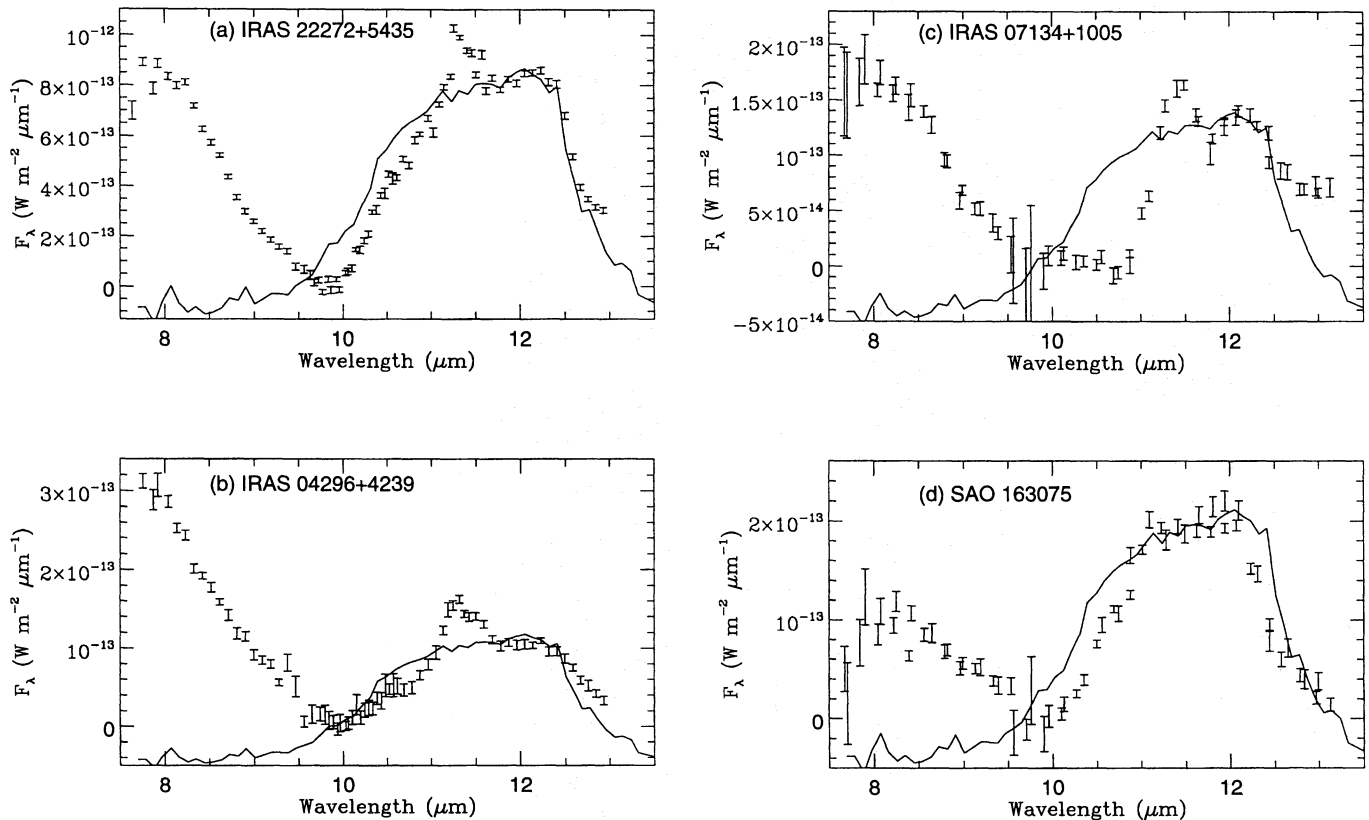 (a) IRAS 22272+5435
10⁻¹²
8×10⁻¹³
6×10⁻¹³
4×10⁻¹³
2×10⁻¹³
0
F_λ (W m⁻² μm⁻¹)
8 10 12
Wavelength (μm)
(c) IRAS 07134+1005
2×10⁻¹³
1.5×10⁻¹³
10⁻¹³
5×10⁻¹⁴
0
−5×10⁻¹⁴
F_λ (W m⁻² μm⁻¹)
8 10 12
Wavelength (μm)
(b) IRAS 04296+4239
3×10⁻¹³
2×10⁻¹³
10⁻¹³
0
F_λ (W m⁻² μm⁻¹)
8 10 12
Wavelength (μm)
(d) SAO 163075
2×10⁻¹³
10⁻¹³
0
F_λ (W m⁻² μm⁻¹)
8 10 12
Wavelength (μm)